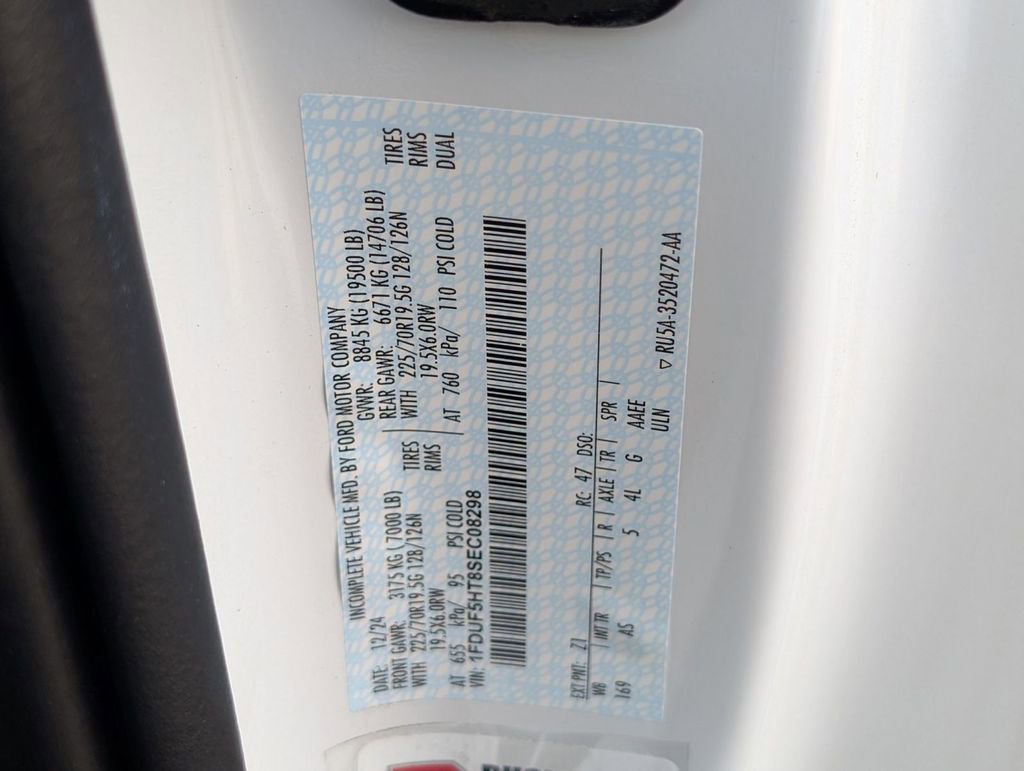 INCOMPLETE VEHICLE MFD. BY FORD MOTOR COMPANY
DATE: 12/24 GVWR: 8845 KG (19500 LB)
FRONT GAWR: 3175 KG (7000 LB) REAR GAWR: 6671 KG (14706 LB)
WITH 225/70R19.5G 128/126N TIRES WITH 225/70R19.5G 128/126N TIRES
19.5X6.0RW RIMS 19.5X6.0RW RIMS
AT 655 kPa/ 95 PSI COLD AT 760 kPa/ 110 PSI COLD DUAL
VIN: 1FDUF5HT8SEC08298
EXT PNT: Z1 RC: 47 DSO:
WB | INT TR | TP/PS | R | AXLE | TR | SPR |
169 AS 5 4L G AAEE
ULN
▽ RU5A-3520472-AA